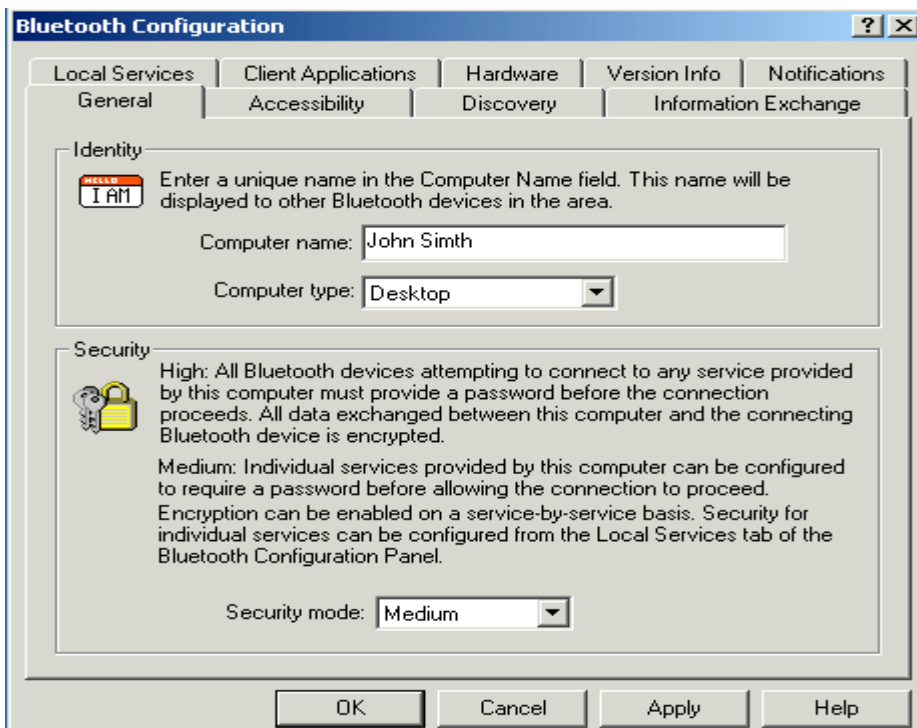 Bluetooth Configuration
Local Services Client Applications Hardware Version Info Notifications
General Accessibility Discovery Information Exchange
Identity
HELLO
I AM
Enter a unique name in the Computer Name field. This name will be
displayed to other Bluetooth devices in the area.
Computer name: John Simth
Computer type: Desktop
Security
High: All Bluetooth devices attempting to connect to any service provided
by this computer must provide a password before the connection
proceeds. All data exchanged between this computer and the connecting
Bluetooth device is encrypted.
Medium: Individual services provided by this computer can be configured
to require a password before allowing the connection to proceed.
Encryption can be enabled on a service-by-service basis. Security for
individual services can be configured from the Local Services tab of the
Bluetooth Configuration Panel.
Security mode: Medium
OK Cancel Apply Help